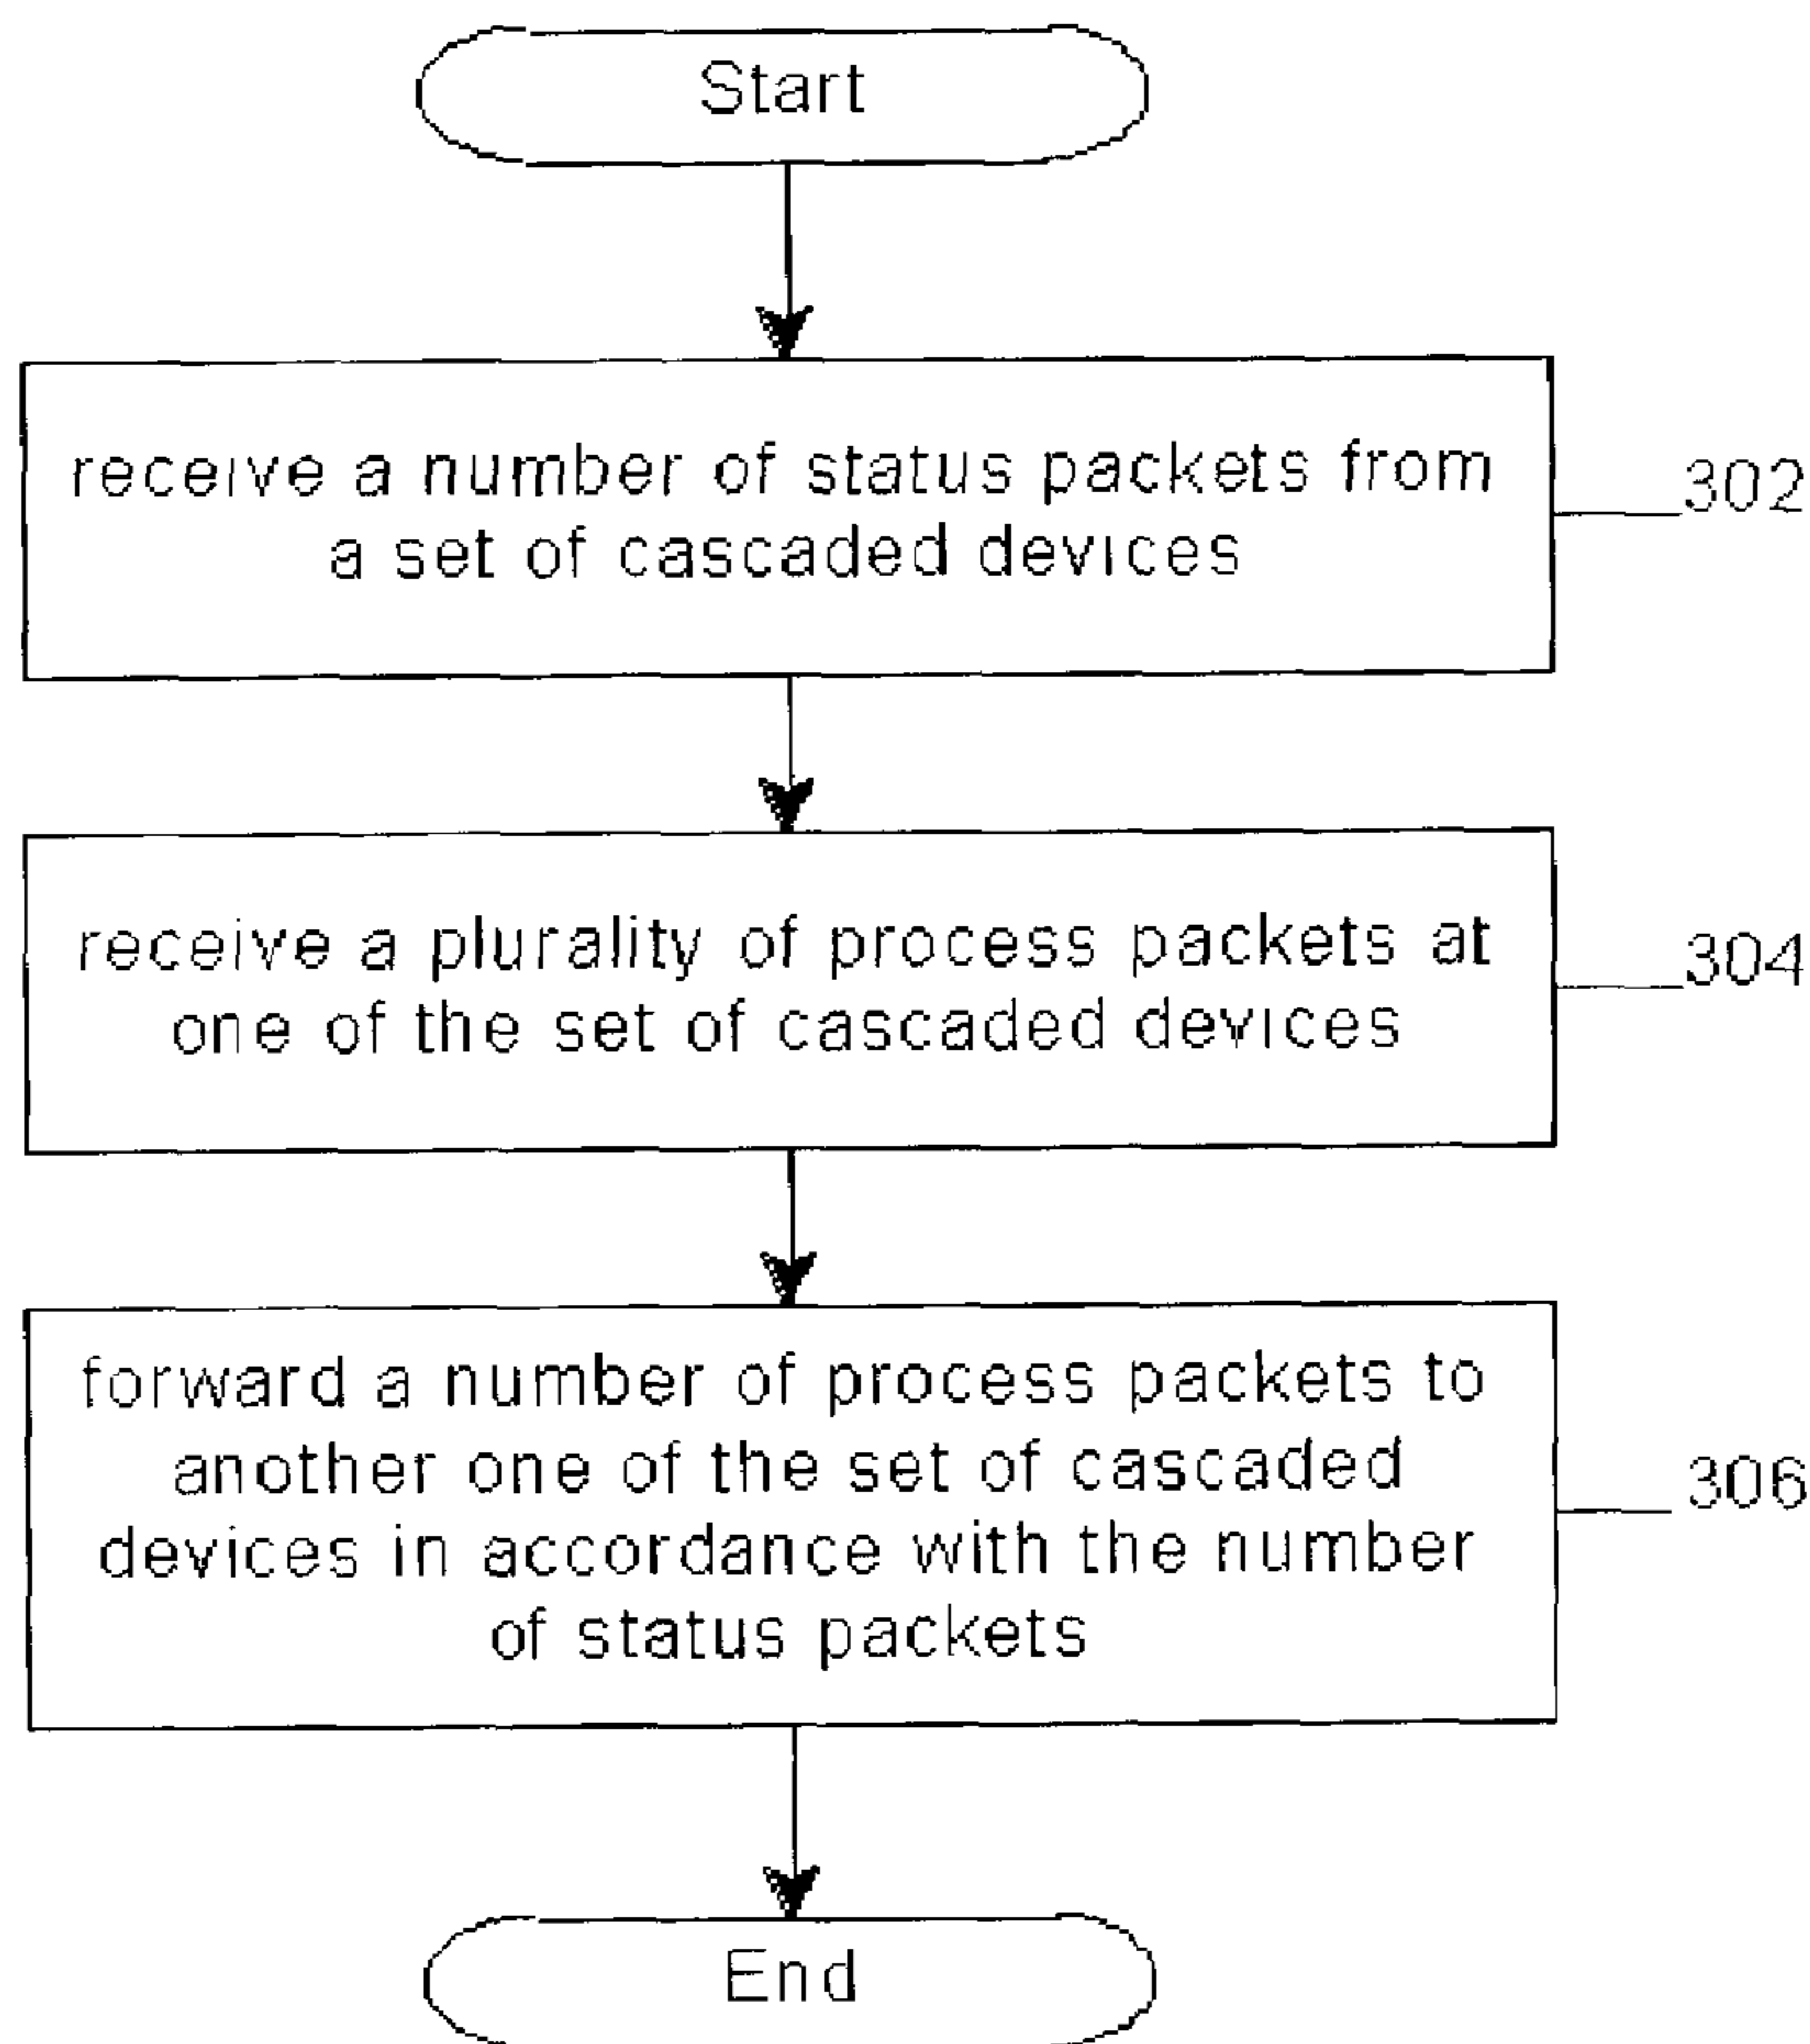 Start
receive a number of status packets from
a set of cascaded devices
302
receive a plurality of process packets at
one of the set of cascaded devices
304
forward a number of process packets to
another one of the set of cascaded
devices in accordance with the number
of status packets
306
End